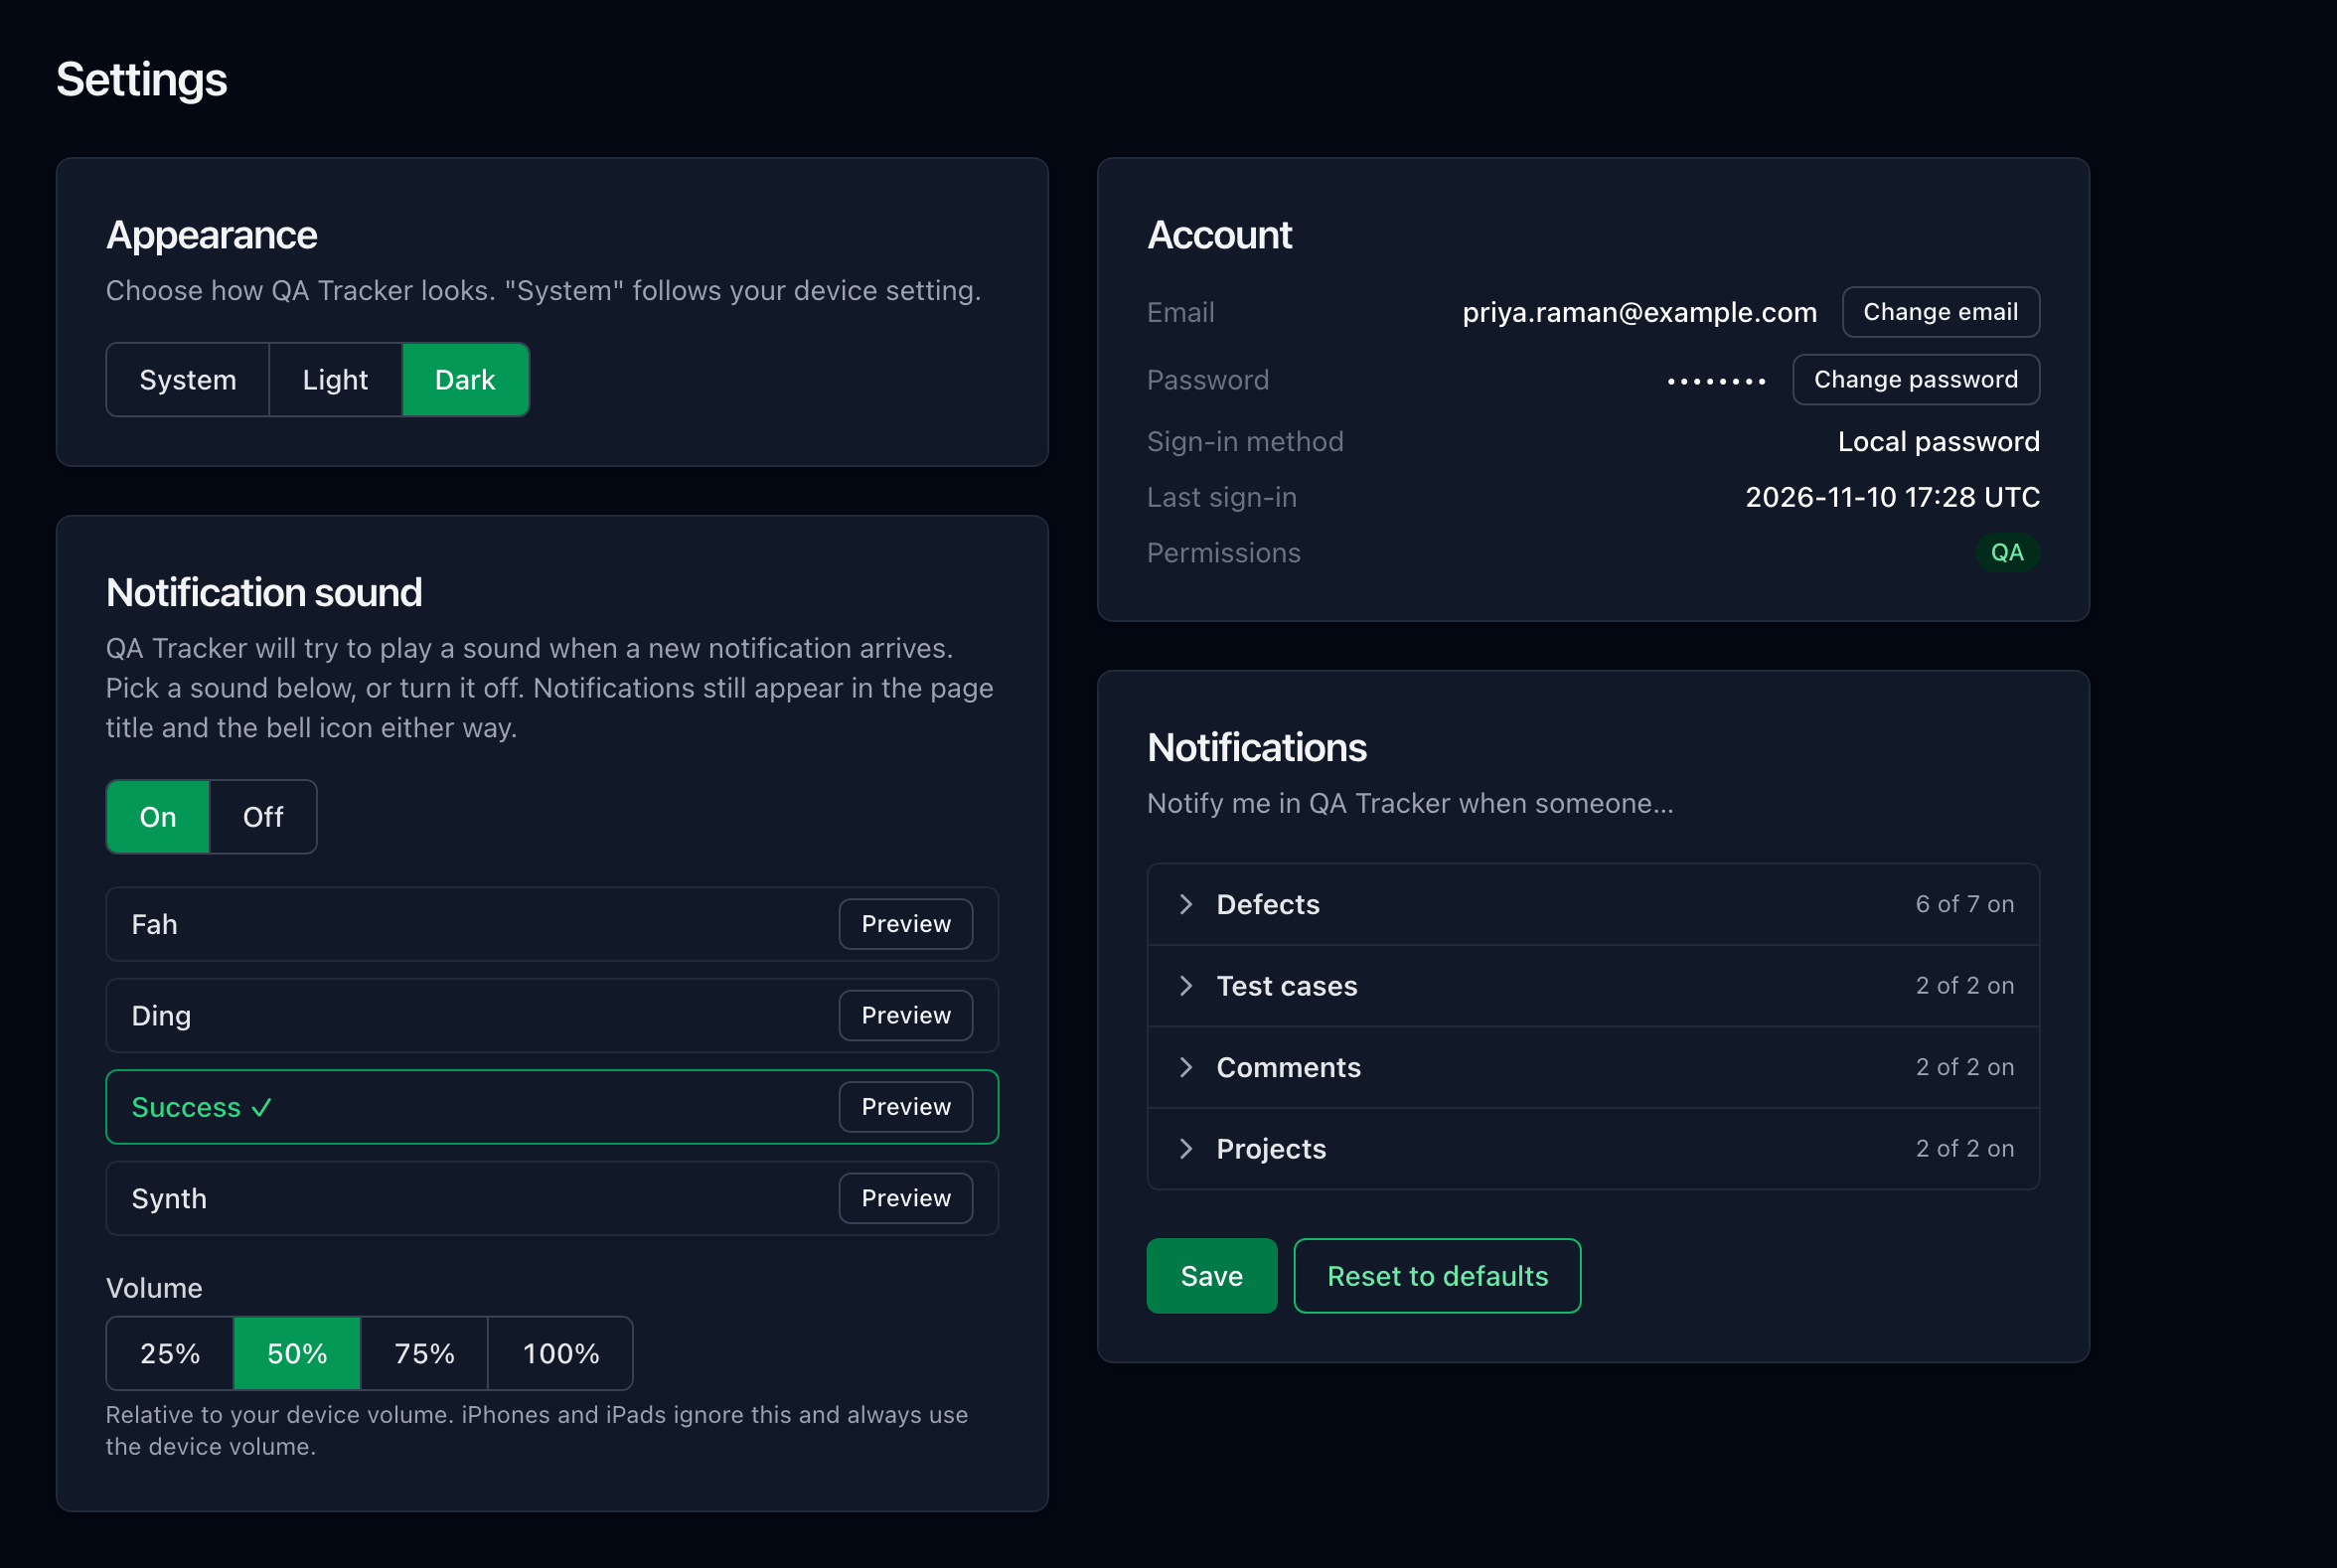 Settings
Appearance
Choose how QA Tracker looks. "System" follows your device setting.
System Light Dark
Notification sound
QA Tracker will try to play a sound when a new notification arrives.
Pick a sound below, or turn it off. Notifications still appear in the page
title and the bell icon either way.
On Off
Fah Preview
Ding Preview
Success ✓ Preview
Synth Preview
Volume
25% 50% 75% 100%
Relative to your device volume. iPhones and iPads ignore this and always use
the device volume.
Account
Email priya.raman@example.com Change email
Password •••••••• Change password
Sign-in method Local password
Last sign-in 2026-11-10 17:28 UTC
Permissions QA
Notifications
Notify me in QA Tracker when someone...
Defects 6 of 7 on
Test cases 2 of 2 on
Comments 2 of 2 on
Projects 2 of 2 on
Save Reset to defaults